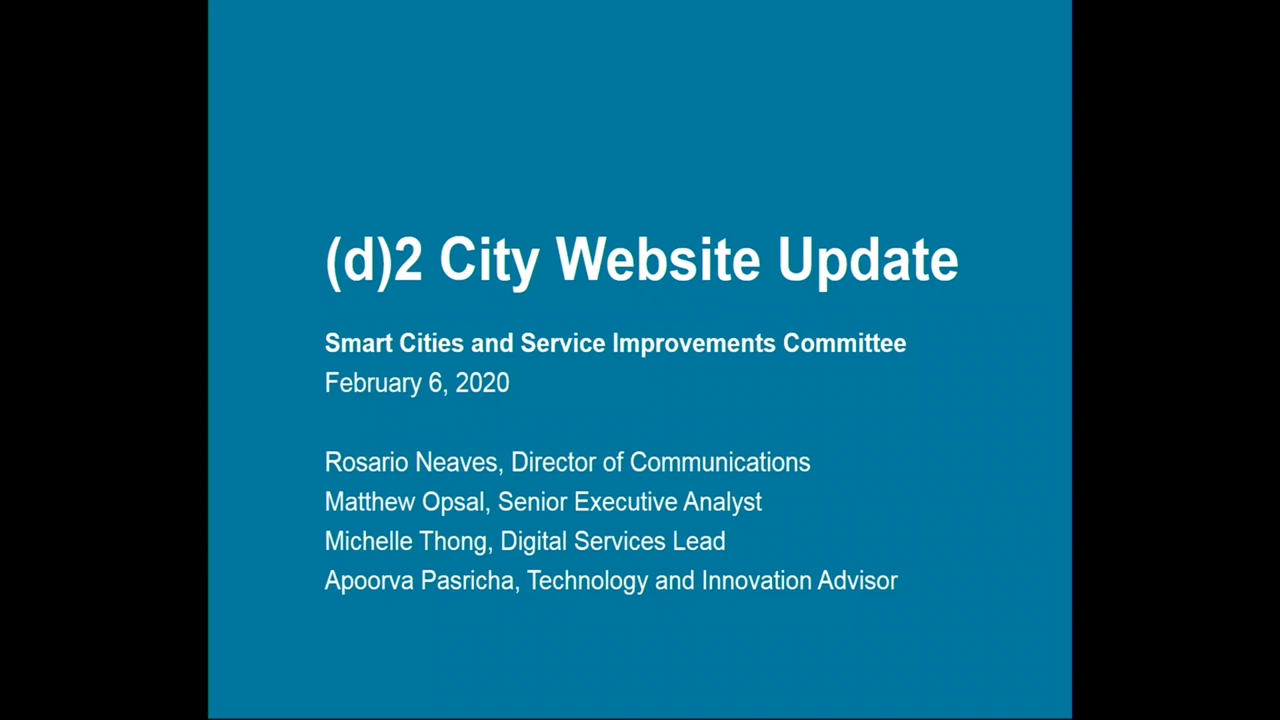 (d)2 City Website Update
Smart Cities and Service Improvements Committee
February 6, 2020
Rosario Neaves, Director of Communications
Matthew Opsal, Senior Executive Analyst
Michelle Thong, Digital Services Lead
Apoorva Pasricha, Technology and Innovation Advisor